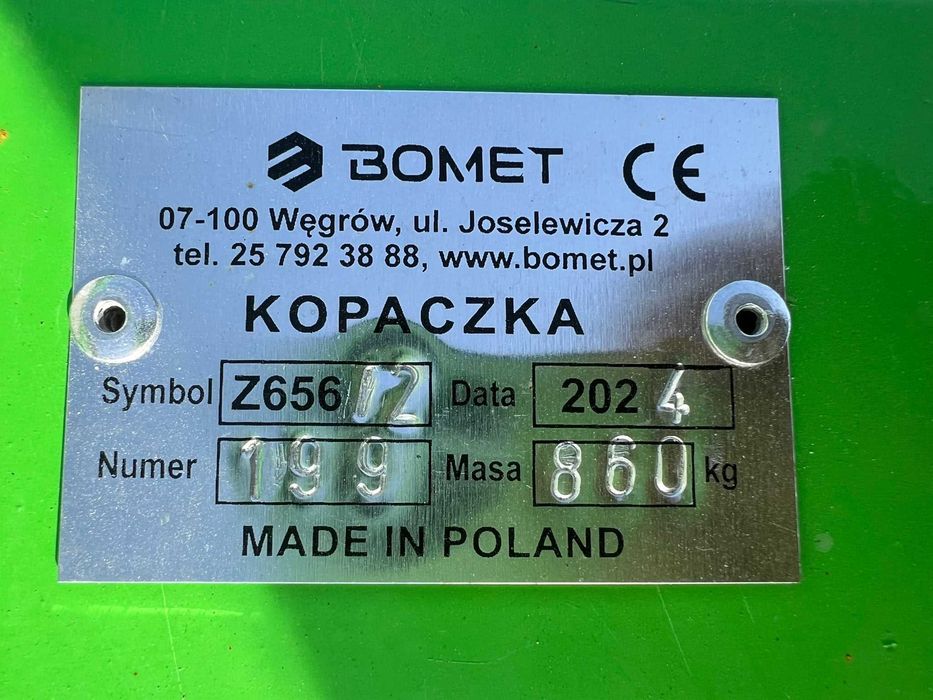 BOMET CE
07-100 Węgrów, ul. Joselewicza 2
tel. 25 792 38 88, www.bomet.pl
KOPACZKA
Symbol Z656/2 Data 2024
Numer 199 Masa 860 kg
MADE IN POLAND